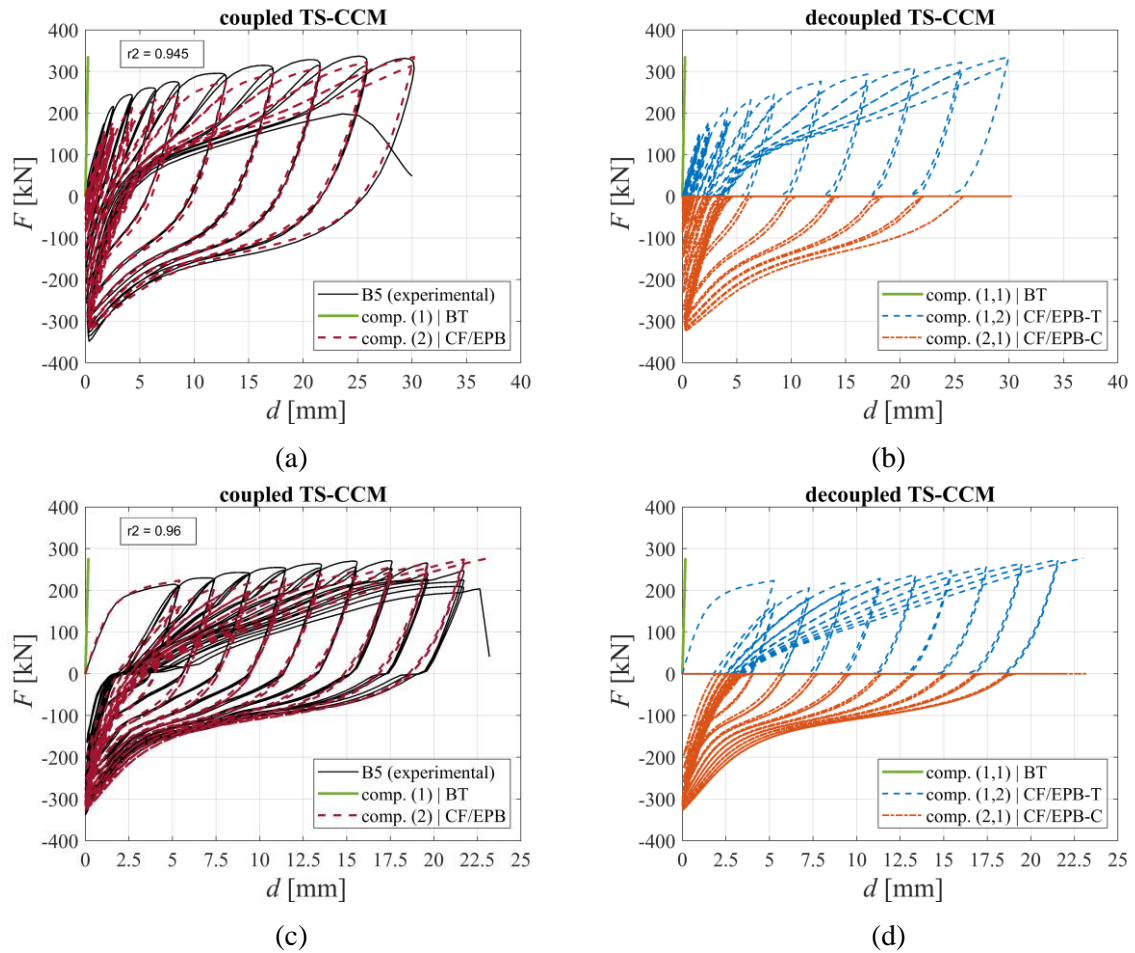 coupled TS-CCM
r2 = 0.945
400
300
200
100
0
-100
-200
-300
-400
F [kN]
B5 (experimental)
comp. (1) | BT
comp. (2) | CF/EPB
0 5 10 15 20 25 30 35 40
d [mm]
(a)
decoupled TS-CCM
400
300
200
100
0
-100
-200
-300
-400
F [kN]
comp. (1,1) | BT
comp. (1,2) | CF/EPB-T
comp. (2,1) | CF/EPB-C
0 5 10 15 20 25 30 35 40
d [mm]
(b)
coupled TS-CCM
r2 = 0.96
400
300
200
100
0
-100
-200
-300
-400
F [kN]
B5 (experimental)
comp. (1) | BT
comp. (2) | CF/EPB
0 2.5 5 7.5 10 12.5 15 17.5 20 22.5 25
d [mm]
(c)
decoupled TS-CCM
400
300
200
100
0
-100
-200
-300
-400
F [kN]
comp. (1,1) | BT
comp. (1,2) | CF/EPB-T
comp. (2,1) | CF/EPB-C
0 2.5 5 7.5 10 12.5 15 17.5 20 22.5 25
d [mm]
(d)